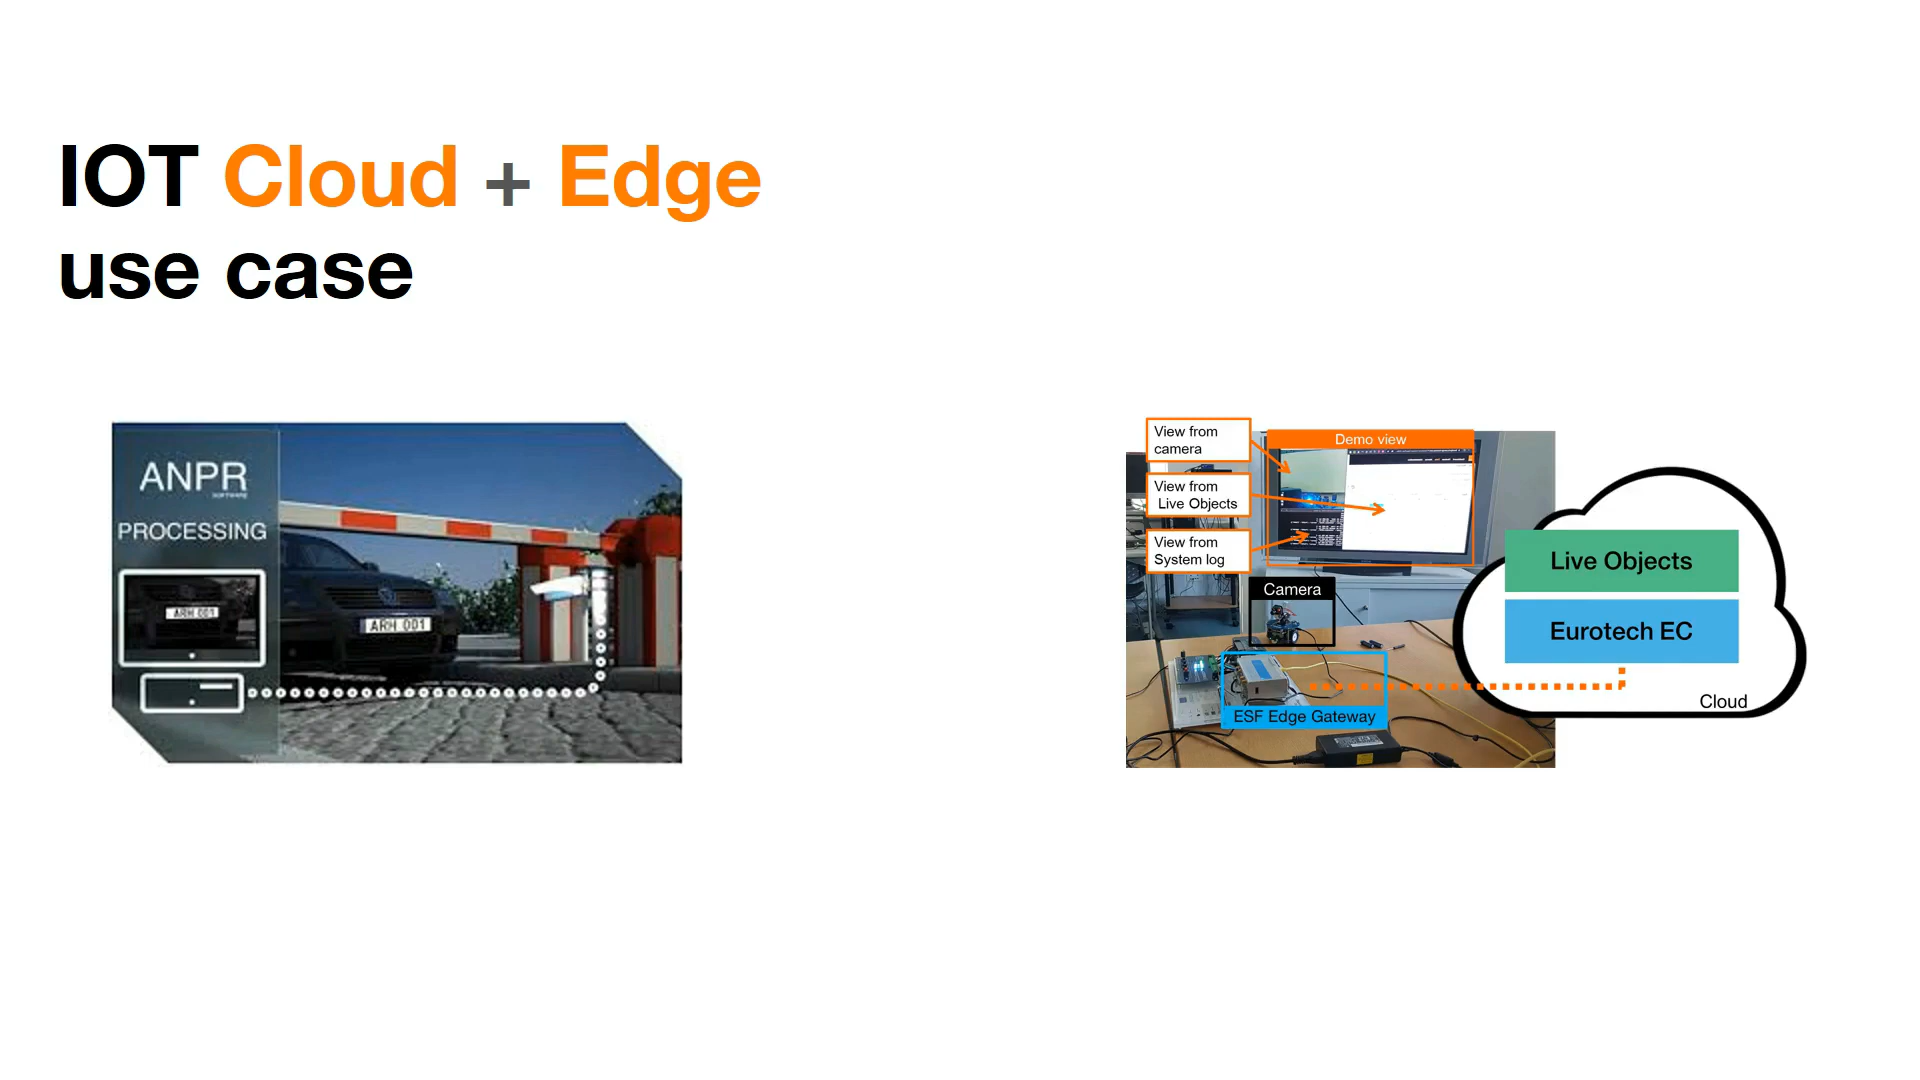 IOT Cloud + Edge
use case
ANPR
SOFTWARE
PROCESSING
ARH 001
ARH 001
View from
camera
View from
Live Objects
View from
System log
Demo view
Camera
ESF Edge Gateway
Live Objects
Eurotech EC
Cloud